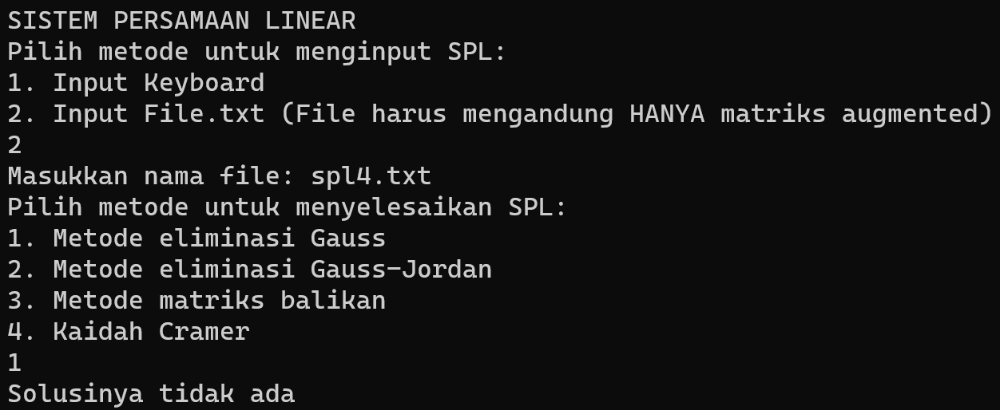 SISTEM PERSAMAAN LINEAR
Pilih metode untuk menginput SPL:
1. Input Keyboard
2. Input File.txt (File harus mengandung HANYA matriks augmented)
2
Masukkan nama file: spl4.txt
Pilih metode untuk menyelesaikan SPL:
1. Metode eliminasi Gauss
2. Metode eliminasi Gauss-Jordan
3. Metode matriks balikan
4. Kaidah Cramer
1
Solusinya tidak ada